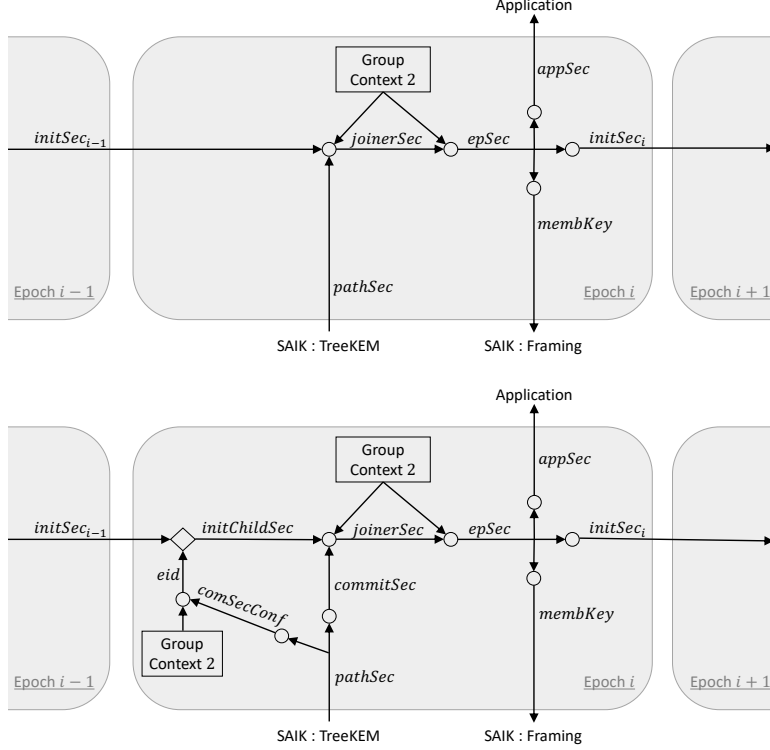 Application
Group
Context 2
appSec
initSec_{i−1}
joinerSec
epSec
initSec_i
membKey
pathSec
Epoch i − 1
Epoch i
Epoch i + 1
SAIK : TreeKEM
SAIK : Framing
Application
Group
Context 2
appSec
initSec_{i−1}
initChildSec
joinerSec
epSec
initSec_i
eid
comSecConf
commitSec
membKey
Group
Context 2
pathSec
Epoch i − 1
Epoch i
Epoch i + 1
SAIK : TreeKEM
SAIK : Framing